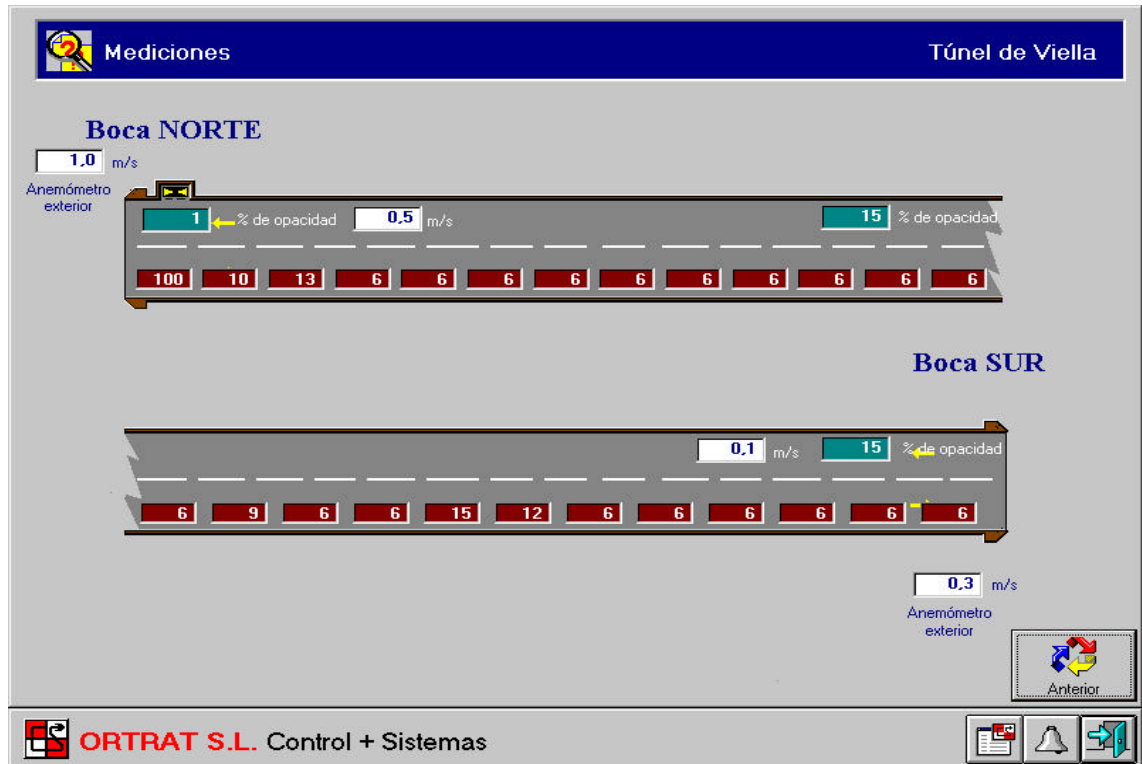 Mediciones Túnel de Viella
Boca NORTE
1,0 m/s
Anemómetro
exterior
1 % de opacidad 0,5 m/s 15 % de opacidad
100 10 13 6 6 6 6 6 6 6 6 6 6
Boca SUR
0,1 m/s 15 % de opacidad
6 9 6 6 15 12 6 6 6 6 6 6
0,3 m/s
Anemómetro
exterior
Anterior
ORTRAT S.L. Control + Sistemas